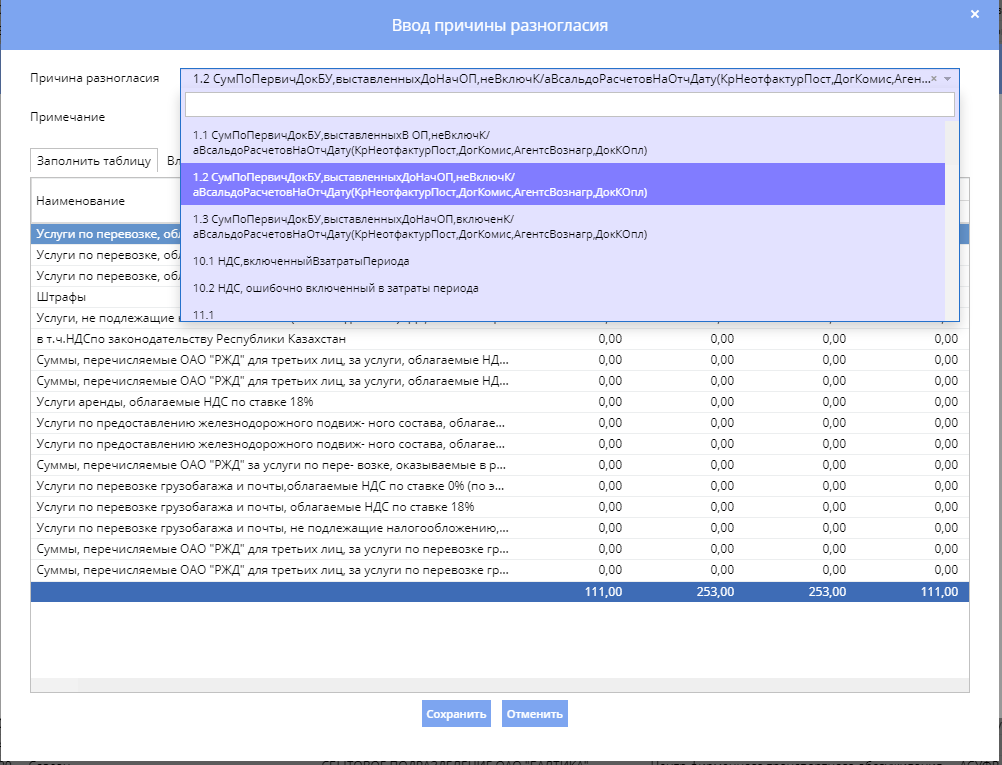 Ввод причины разногласия
×
Причина разногласия
1.2 СумПоПервичДокБУ,выставленныхДоНачОП,неВключК/аВсальдоРасчетовНаОтчДату(КрНеотфактурПост,ДогКомис,Аген...×
Примечание
1.1 СумПоПервичДокБУ,выставленныхВ ОП,неВключК/
аВсальдоРасчетовНаОтчДату(КрНеотфактурПост,ДогКомис,АгентсВознагр,ДокКОпл)
1.2 СумПоПервичДокБУ,выставленныхДоНачОП,неВключК/
аВсальдоРасчетовНаОтчДату(КрНеотфактурПост,ДогКомис,АгентсВознагр,ДокКОпл)
1.3 СумПоПервичДокБУ,выставленныхДоНачОП,включенК/
аВсальдоРасчетовНаОтчДату(КрНеотфактурПост,ДогКомис,АгентсВознагр,ДокКОпл)
10.1 НДС,включенныйВзатратыПериода
10.2 НДС, ошибочно включенный в затраты периода
11.1
Заполнить таблицу
Вл
Наименование
Услуги по перевозке, обл
Услуги по перевозке, обл
Услуги по перевозке, обл
Штрафы
Услуги, не подлежащие
в т.ч.НДСпо законодательству Республики Казахстан 0,00 0,00 0,00 0,00
Суммы, перечисляемые ОАО "РЖД" для третьих лиц, за услуги, облагаемые НД... 0,00 0,00 0,00 0,00
Суммы, перечисляемые ОАО "РЖД" для третьих лиц, за услуги, облагаемые НД... 0,00 0,00 0,00 0,00
Услуги аренды, облагаемые НДС по ставке 18% 0,00 0,00 0,00 0,00
Услуги по предоставлению железнодорожного подвиж- ного состава, облагае... 0,00 0,00 0,00 0,00
Услуги по предоставлению железнодорожного подвиж- ного состава, облагае... 0,00 0,00 0,00 0,00
Суммы, перечисляемые ОАО "РЖД" за услуги по пере- возке, оказываемые в р... 0,00 0,00 0,00 0,00
Услуги по перевозке грузобагажа и почты,облагаемые НДС по ставке 0% (по э... 0,00 0,00 0,00 0,00
Услуги по перевозке грузобагажа и почты, облагаемые НДС по ставке 18% 0,00 0,00 0,00 0,00
Услуги по перевозке грузобагажа и почты, не подлежащие налогообложению,... 0,00 0,00 0,00 0,00
Суммы, перечисляемые ОАО "РЖД" для третьих лиц, за услуги по перевозке гр... 0,00 0,00 0,00 0,00
Суммы, перечисляемые ОАО "РЖД" для третьих лиц, за услуги по перевозке гр... 0,00 0,00 0,00 0,00
111,00 253,00 253,00 111,00
Сохранить
Отменить